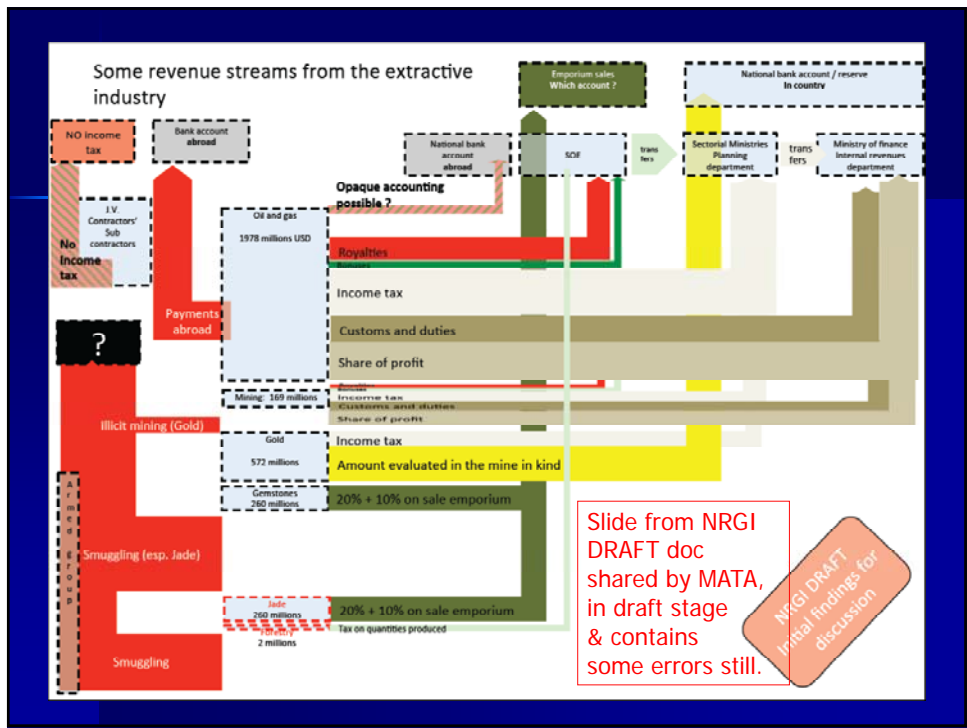 Some revenue streams from the extractive
industry
Emporium sales
Which account ?
National bank account / reserve
In country
NO Income
tax
Bank account
abroad
National bank
account
abroad
SOE
trans
fers
Sectorial Ministries
Planning
department
trans
fers
Ministry of finance
Internal revenues
department
Opaque accounting
possible ?
J.V.
Contractors'
Sub
contractors
No
Income
tax
Oil and gas
1978 millions USD
Royalties
Bonuses
Income tax
Payments
abroad
Customs and duties
Share of profit
?
Royalties
Bonuses
Mining: 169 millions
Income tax
Customs and duties
Share of profit
Illicit mining (Gold)
Gold
572 millions
Income tax
Amount evaluated in the mine in kind
Gemstones
260 millions
20% + 10% on sale emporium
Armed group
Smuggling (esp. Jade)
Jade
260 millions
20% + 10% on sale emporium
Forestry
2 millions
Tax on quantities produced
Smuggling
Slide from NRGI
DRAFT doc
shared by MATA,
in draft stage
& contains
some errors still.
NRGI DRAFT
Initial findings for
discussion